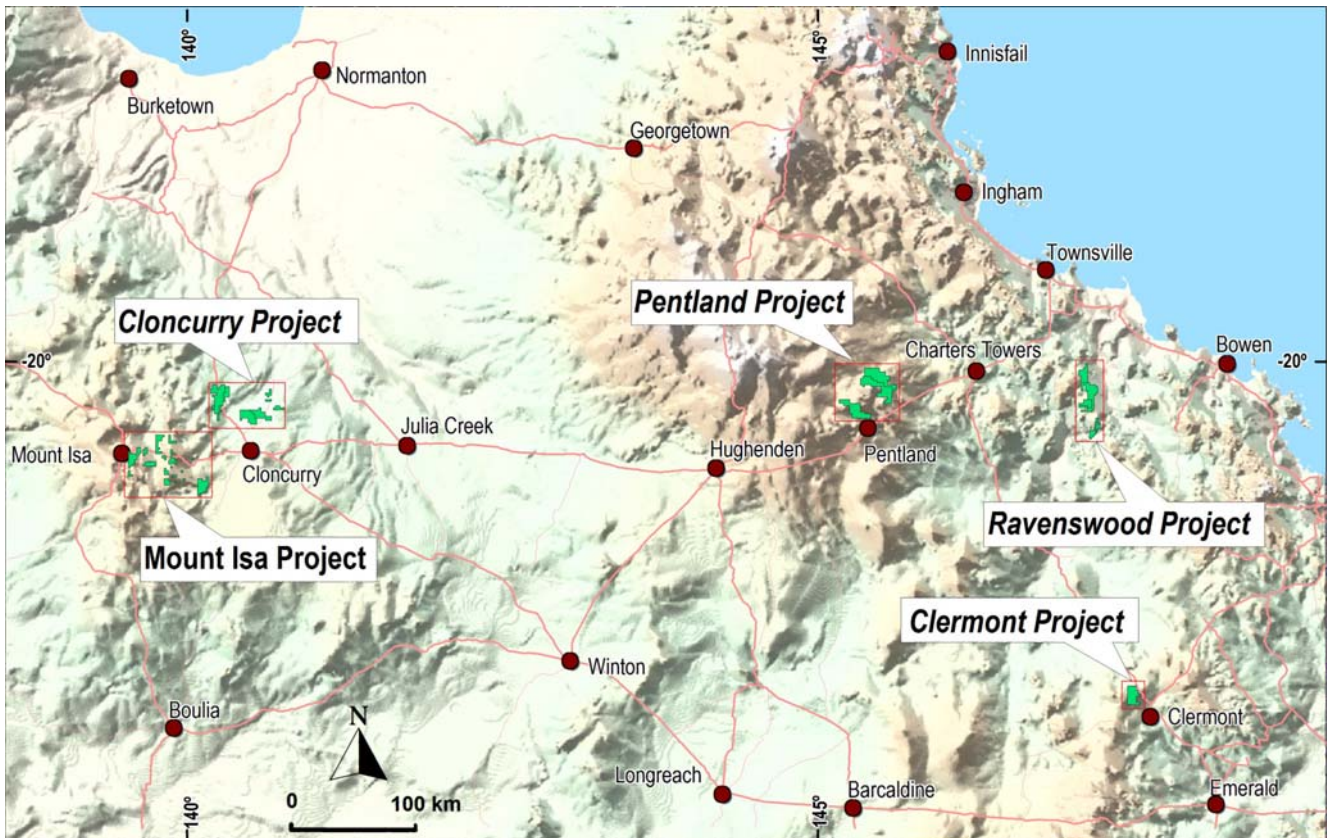 140°
145°
Innisfail
Normanton
Burketown
Georgetown
Ingham
Townsville
Cloncurry Project
Pentland Project
-20°
Charters Towers
Bowen
-20°
Julia Creek
Mount Isa
Cloncurry
Hughenden
Pentland
Ravenswood Project
Mount Isa Project
Clermont Project
Winton
Boulia
N
Clermont
Longreach
Barcaldine
Emerald
0 100 km
140°
145°